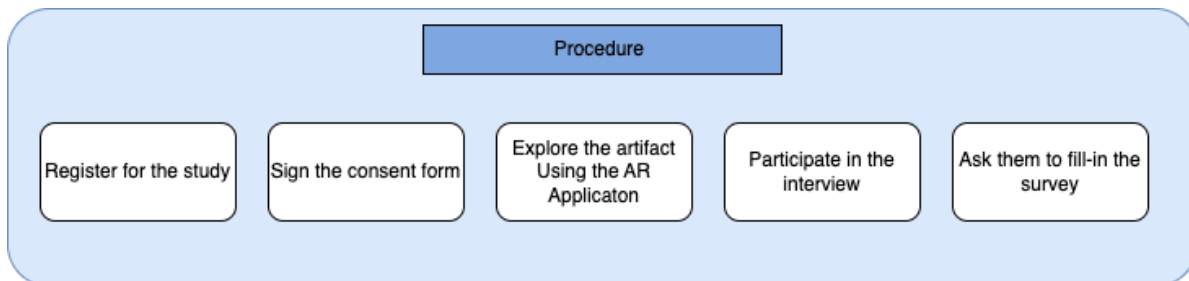 Procedure
Register for the study
Sign the consent form
Explore the artifact
Using the AR
Applicaton
Participate in the
interview
Ask them to fill-in the
survey